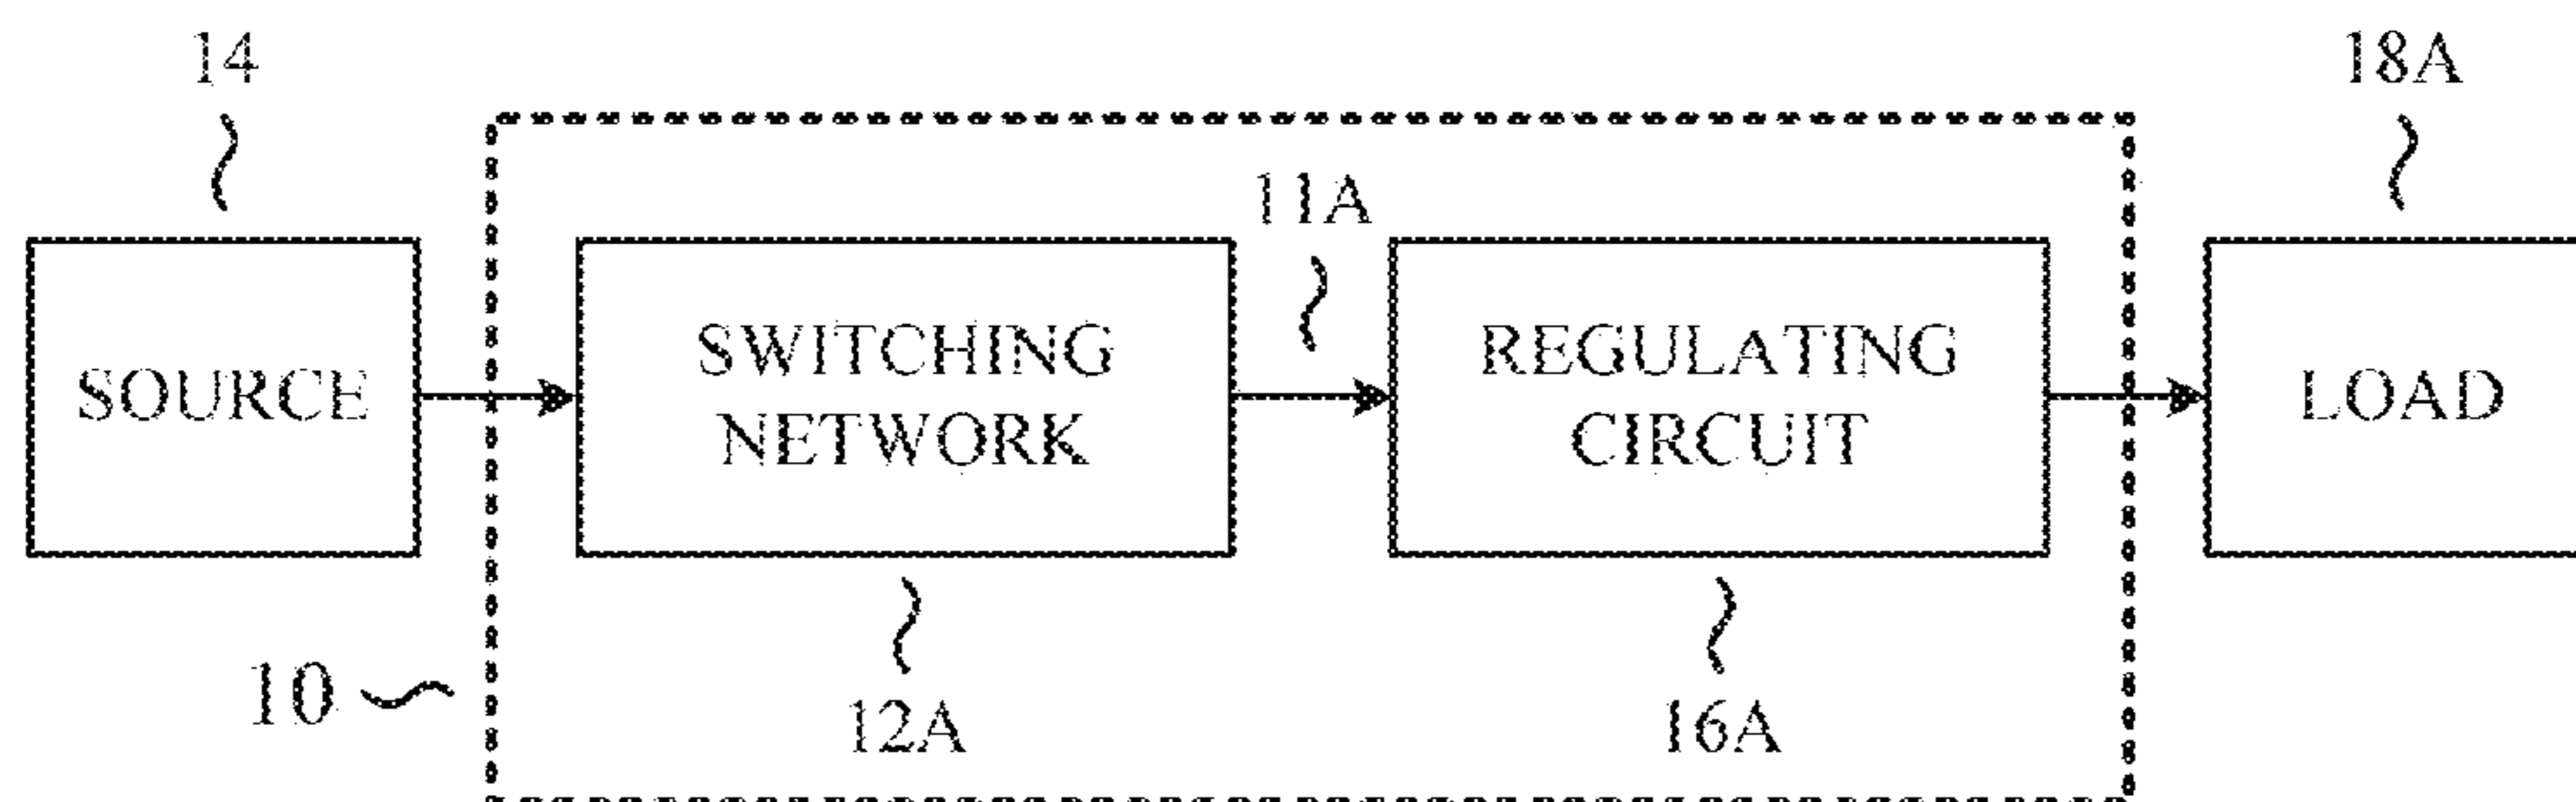 14
18A
11A
SOURCE
SWITCHING
NETWORK
REGULATING
CIRCUIT
LOAD
10
12A
16A